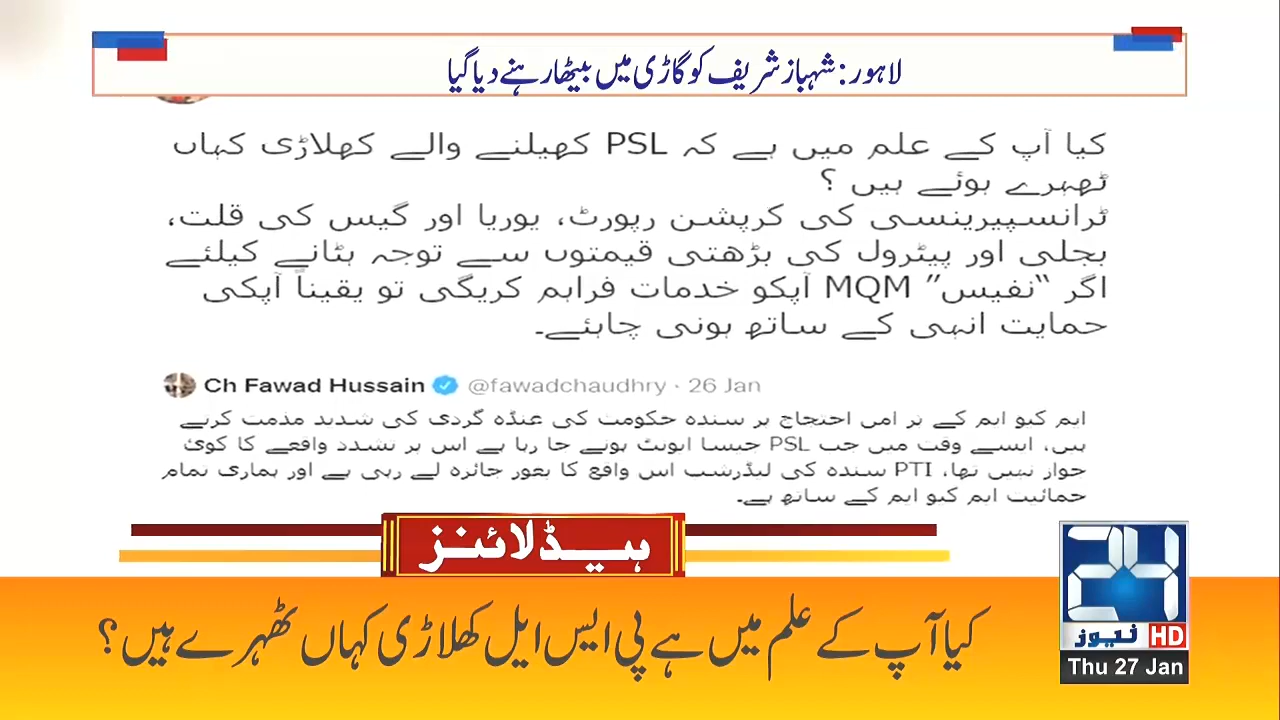 لاہور: شہباز شریف کو گاڑی میں بیٹھا رہنے دیا گیا
کیا آپ کے علم میں ہے کہ PSL کھیلنے والے کھلاڑی کہاں
ٹھہرے ہوئے ہیں ؟
ٹرانسپیرینسی کی کرپشن رپورٹ، یوریا اور گیس کی قلت،
بجلی اور پیٹرول کی بڑھتی قیمتوں سے توجہ ہٹانے کیلئے
اگر “نفیس” MQM آپکو خدمات فراہم کریگی تو یقیناً آپکی
حمایت انہی کے ساتھ ہونی چاہئے۔
Ch Fawad Hussain @fawadchaudhry · 26 Jan
ایم کیو ایم کے پر امن احتجاج پر سندھ حکومت کی غنڈہ گردی کی شدید مذمت کرتے
ہیں، ایسے وقت میں جب PSL جیسا ایونٹ ہونے جا رہا ہے اس پر تشدد واقعے کا کوئ
جواز نہیں تھا، PTI سندھ کی لیڈرشپ اس واقع کا بغور جائزہ لے رہی ہے اور ہماری تمام
حمائیت ایم کیو ایم کے ساتھ ہے۔
ہیڈلائنز
کیا آپ کے علم میں ہے پی ایس ایل کھلاڑی کہاں ٹھہرے ہیں؟
24
نیوز HD
Thu 27 Jan